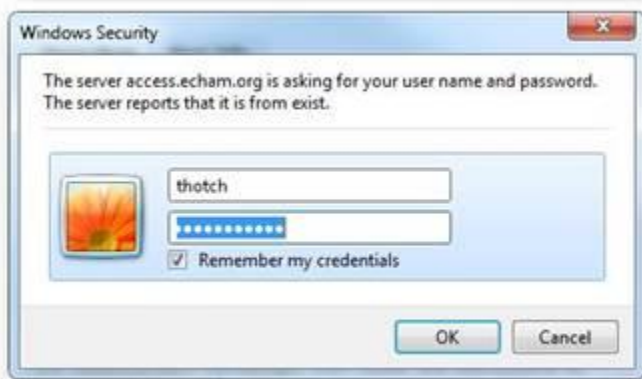 Windows Security
The server access.echam.org is asking for your user name and password.
The server reports that it is from exist.
thotch
•••••••••••
Remember my credentials
OK
Cancel